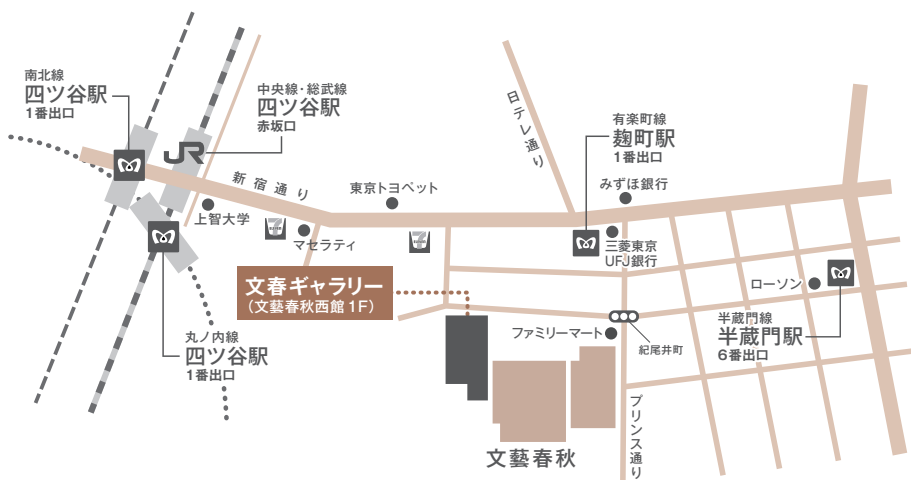 南北線
四ツ谷駅
1番出口
中央線・総武線
四ツ谷駅
赤坂口
JR
新宿通り
上智大学
東京トヨペット
7
ELEVEN
マセラティ
7
ELEVEN
日テレ通り
有楽町線
麹町駅
1番出口
みずほ銀行
三菱東京
UFJ銀行
文春ギャラリー
(文藝春秋西館1F)
ローソン
半蔵門線
半蔵門駅
6番出口
ファミリーマート
紀尾井町
丸ノ内線
四ツ谷駅
1番出口
プリンス通り
文藝春秋